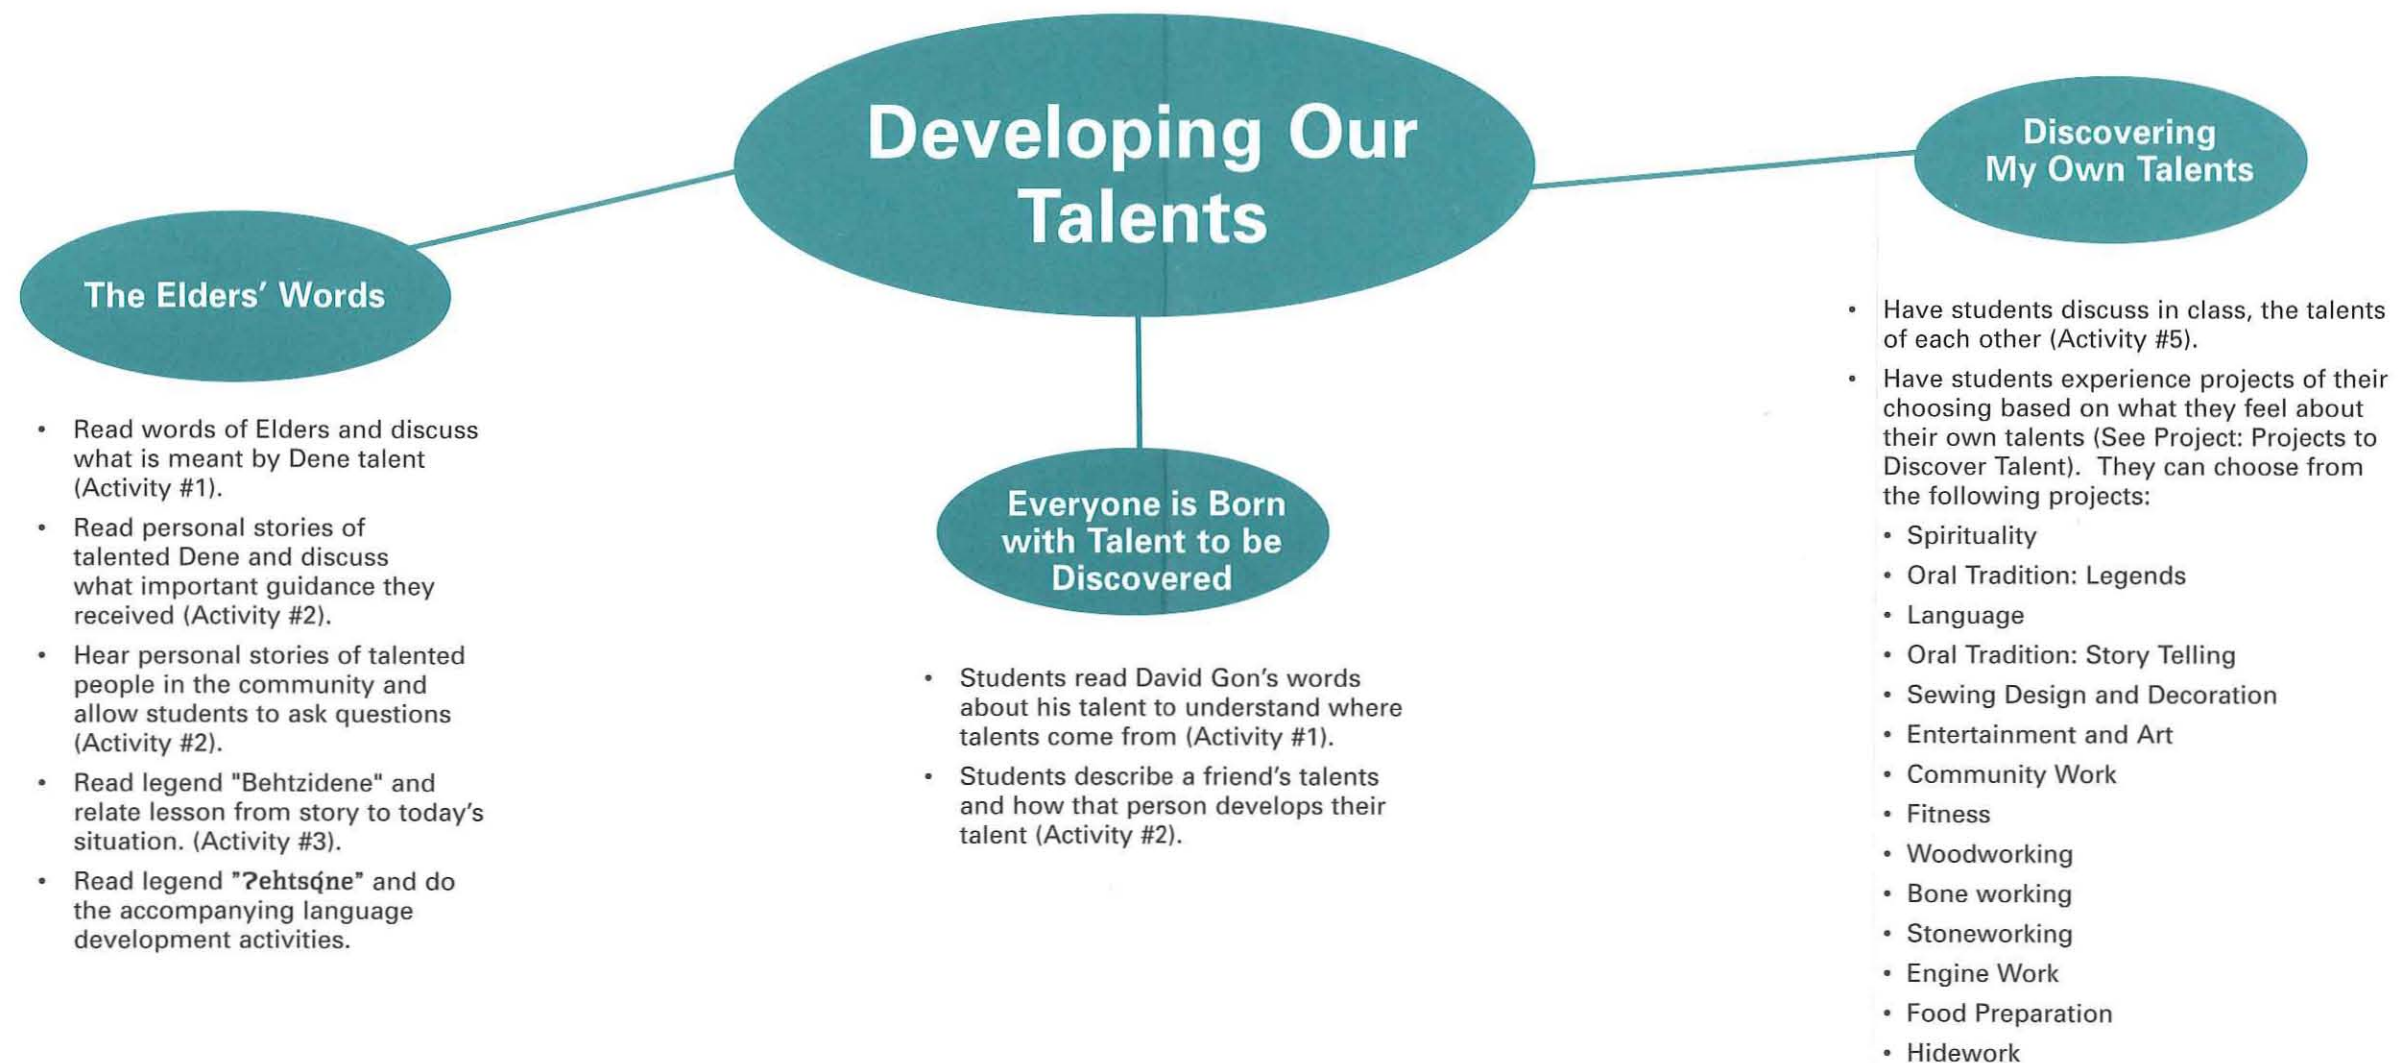 Developing Our
Talents
The Elders' Words
• Read words of Elders and discuss
what is meant by Dene talent
(Activity #1).
• Read personal stories of
talented Dene and discuss
what important guidance they
received (Activity #2).
• Hear personal stories of talented
people in the community and
allow students to ask questions
(Activity #2).
• Read legend "Behtzidene" and
relate lesson from story to today's
situation. (Activity #3).
• Read legend "Ɂehtsǫ́ne" and do
the accompanying language
development activities.
Everyone is Born
with Talent to be
Discovered
• Students read David Gon's words
about his talent to understand where
talents come from (Activity #1).
• Students describe a friend's talents
and how that person develops their
talent (Activity #2).
Discovering
My Own Talents
• Have students discuss in class, the talents
of each other (Activity #5).
• Have students experience projects of their
choosing based on what they feel about
their own talents (See Project: Projects to
Discover Talent). They can choose from
the following projects:
• Spirituality
• Oral Tradition: Legends
• Language
• Oral Tradition: Story Telling
• Sewing Design and Decoration
• Entertainment and Art
• Community Work
• Fitness
• Woodworking
• Bone working
• Stoneworking
• Engine Work
• Food Preparation
• Hidework